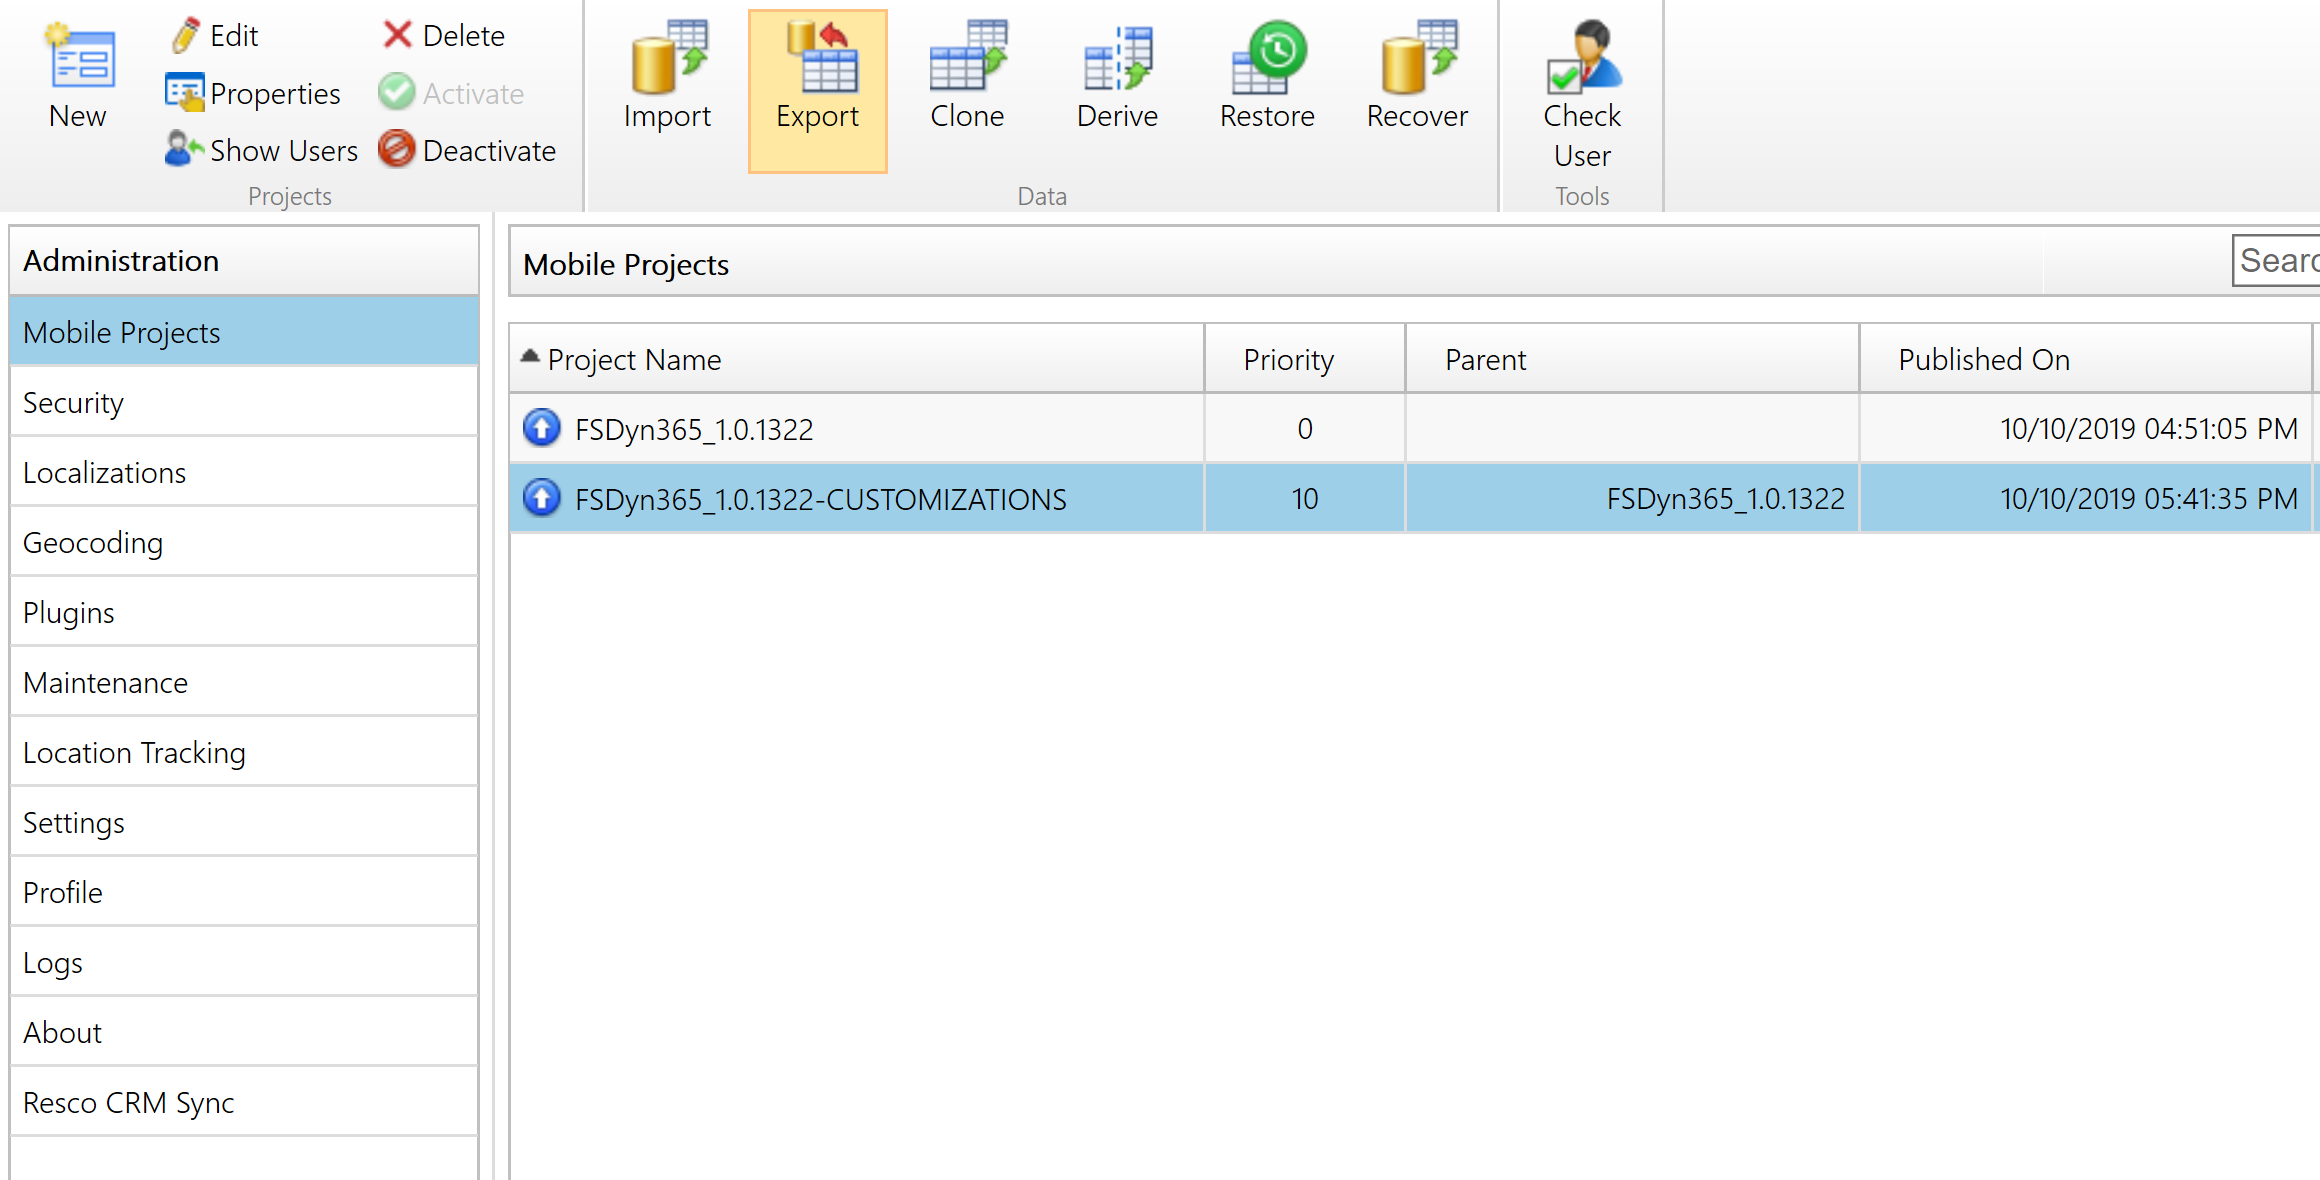 New
Edit
Properties
Show Users
Delete
Activate
Deactivate
Projects
Import
Export
Clone
Derive
Restore
Recover
Data
Check
User
Tools
Administration
Mobile Projects
Security
Localizations
Geocoding
Plugins
Maintenance
Location Tracking
Settings
Profile
Logs
About
Resco CRM Sync
Mobile Projects
Searc
Project Name Priority Parent Published On
FSDyn365_1.0.1322 0 10/10/2019 04:51:05 PM
FSDyn365_1.0.1322-CUSTOMIZATIONS 10 FSDyn365_1.0.1322 10/10/2019 05:41:35 PM